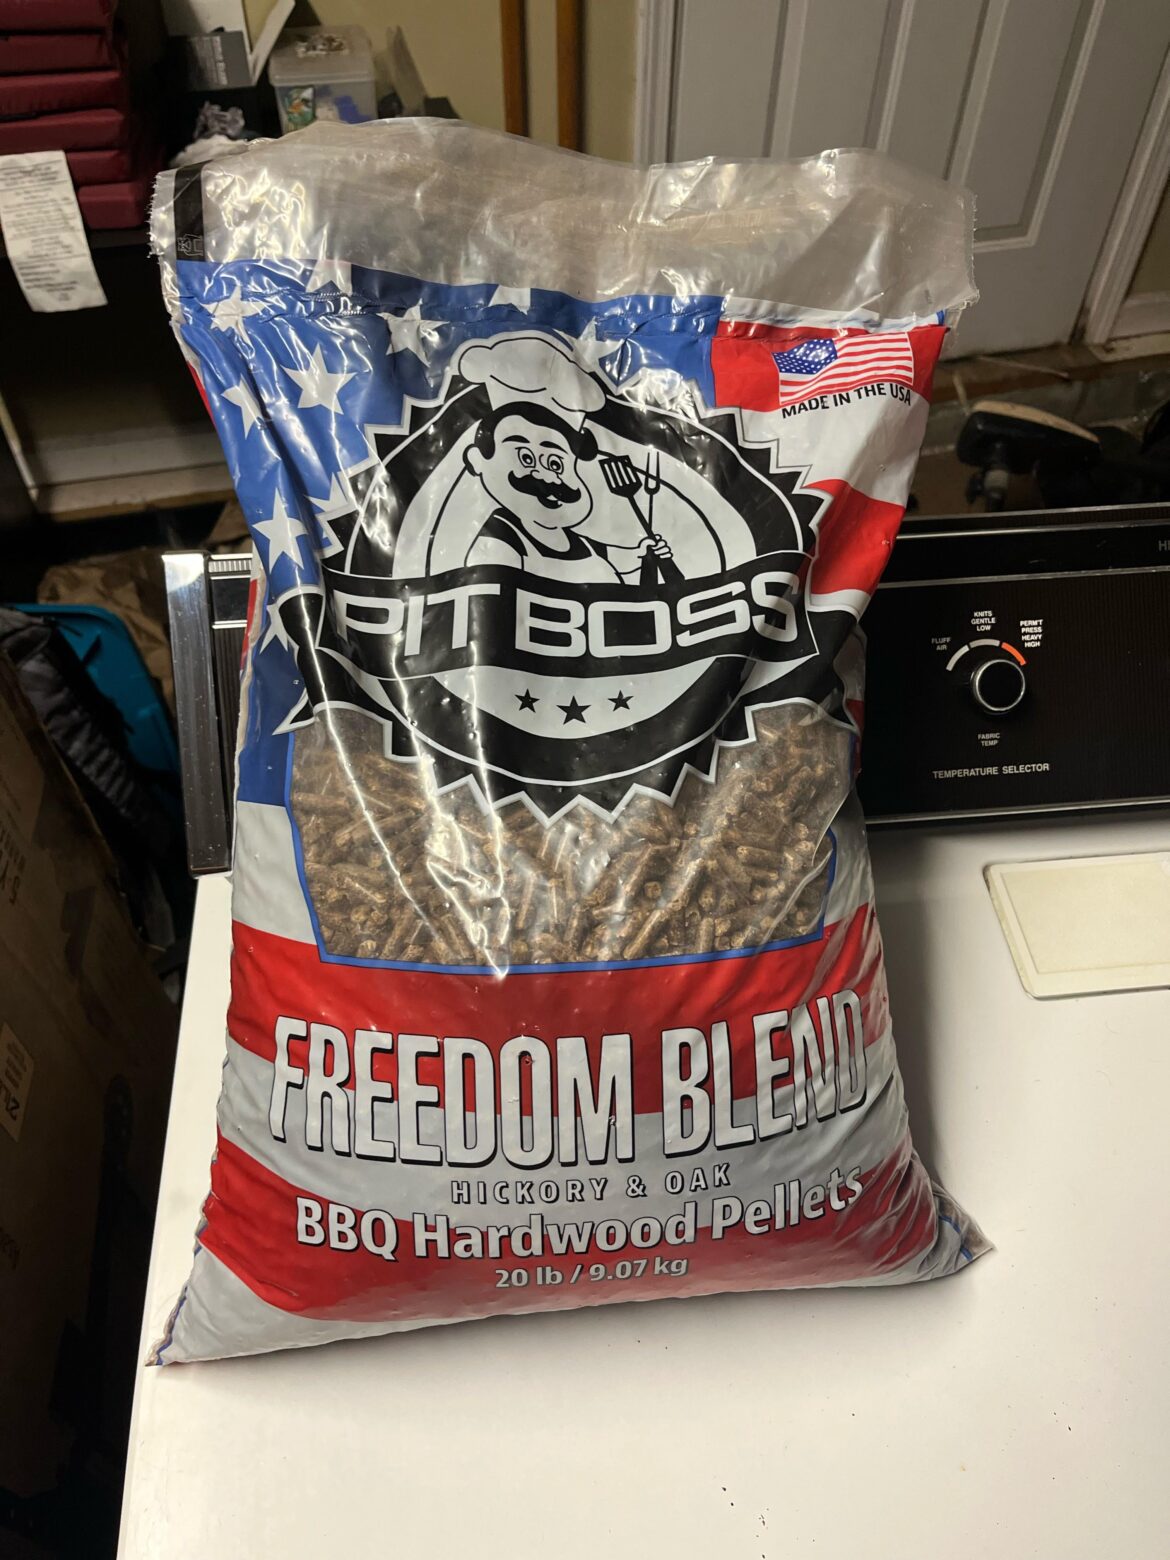 MADE IN THE USA
PIT BOSS
FREEDOM BLEND
HICKORY & OAK
BBQ Hardwood Pellets
20 lb / 9.07 kg
FLUFF
AIR
KNITS
GENTLE
LOW
PERM'T
PRESS
HEAVY
HIGH
FABRIC
TEMP
TEMPERATURE SELECTOR